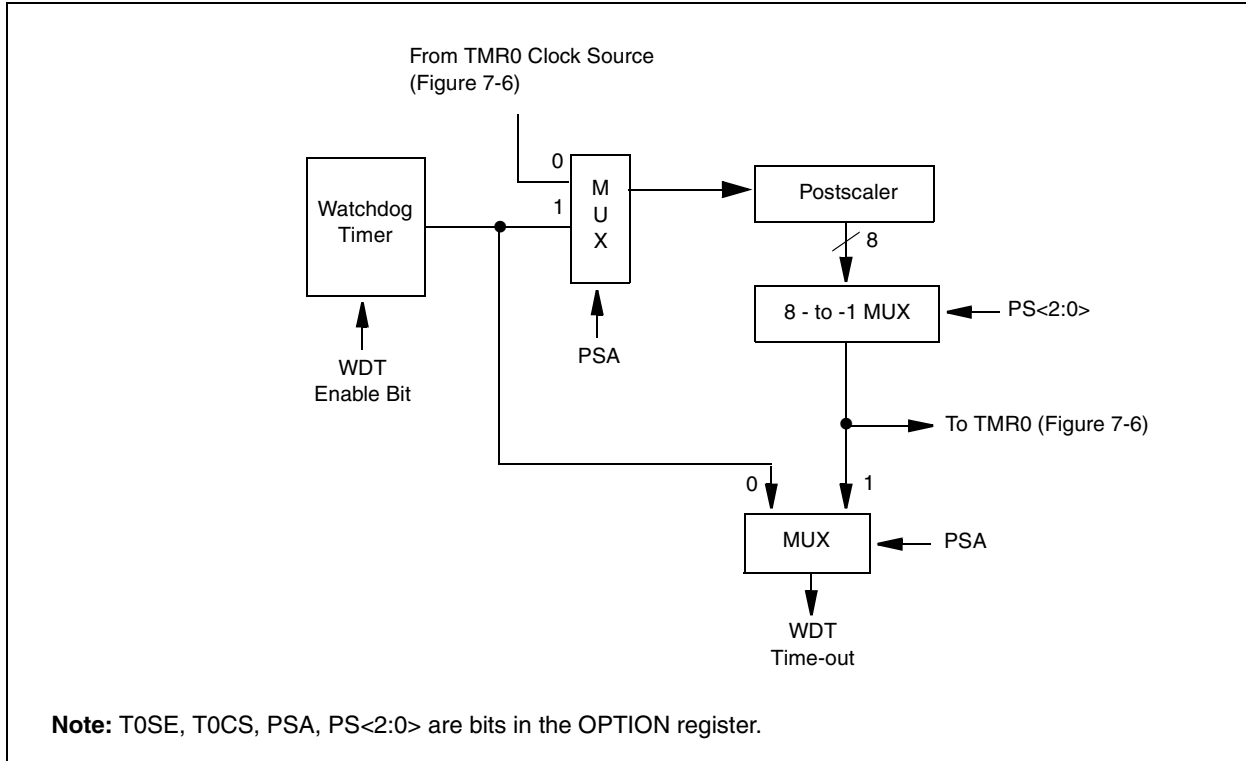 From TMR0 Clock Source
(Figure 7-6)
0
1
M
U
X
Watchdog
Timer
Postscaler
8
8 - to -1 MUX
PS<2:0>
PSA
WDT
Enable Bit
To TMR0 (Figure 7-6)
0
1
MUX
PSA
WDT
Time-out
Note: T0SE, T0CS, PSA, PS<2:0> are bits in the OPTION register.